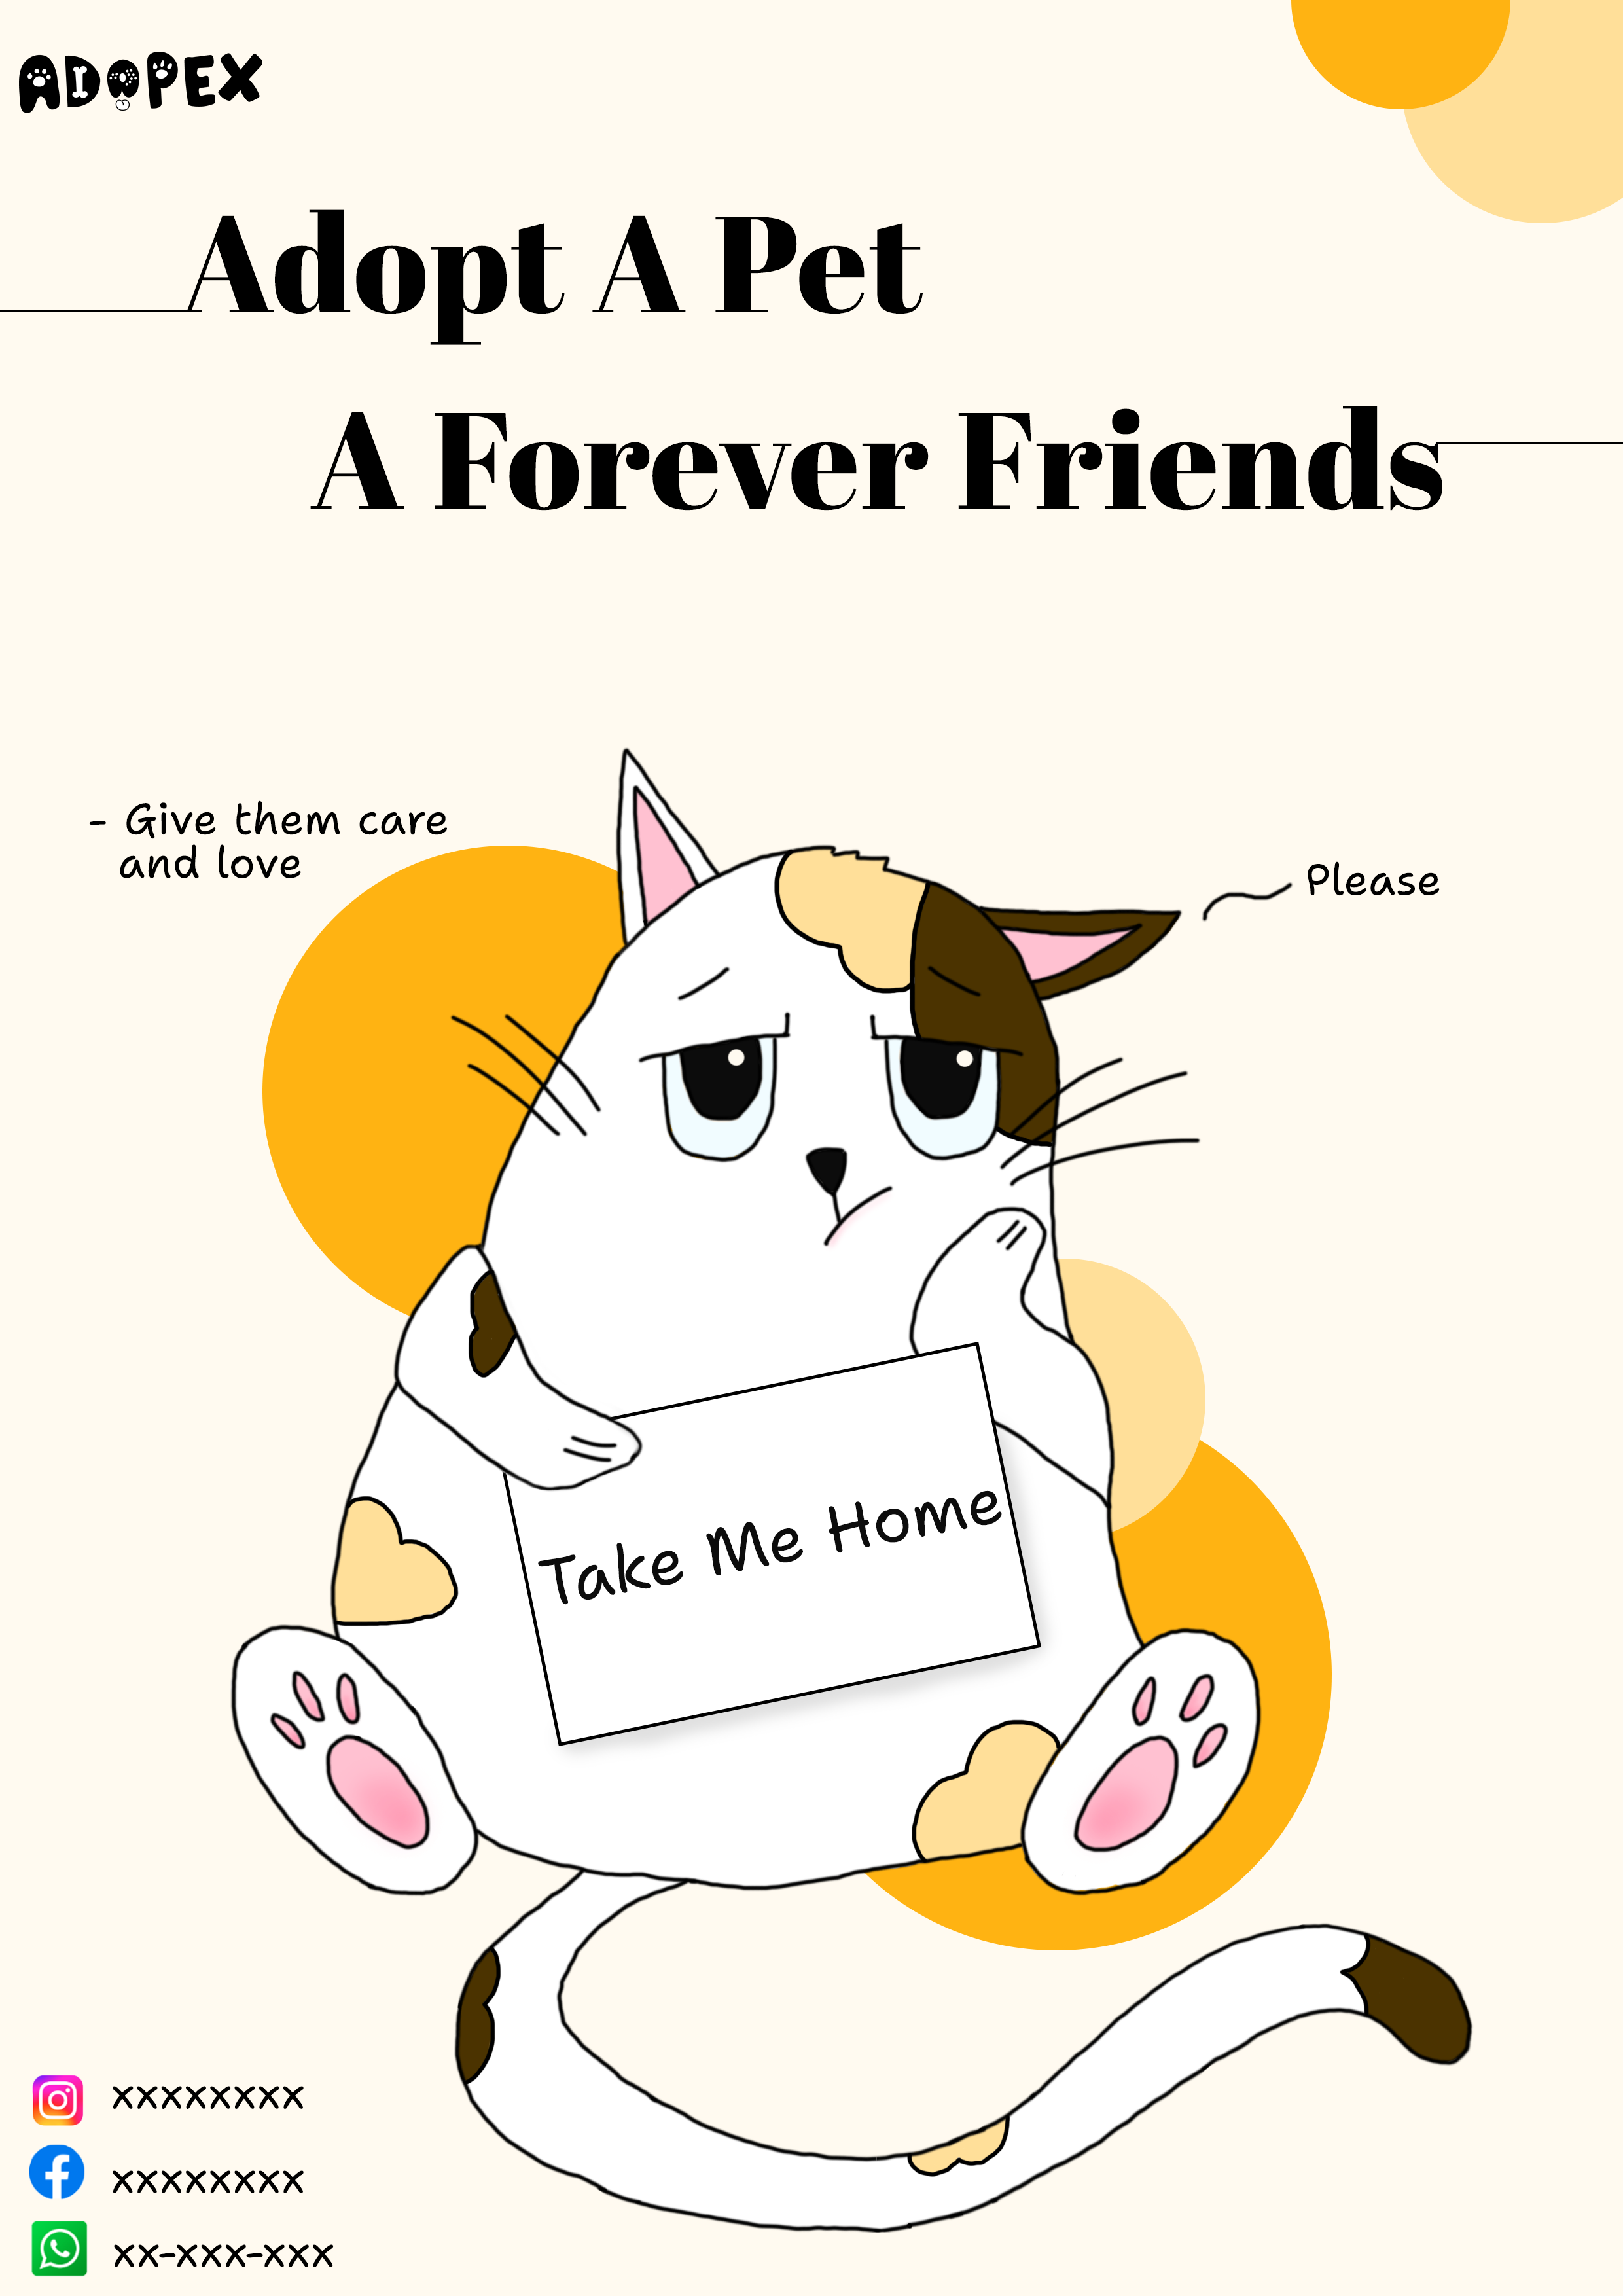 ADOPEX
Adopt A Pet
A Forever Friends
- Give them care
and love
Please
Take Me Home
xxxxxxxx
xxxxxxxx
xx-xxx-xxx